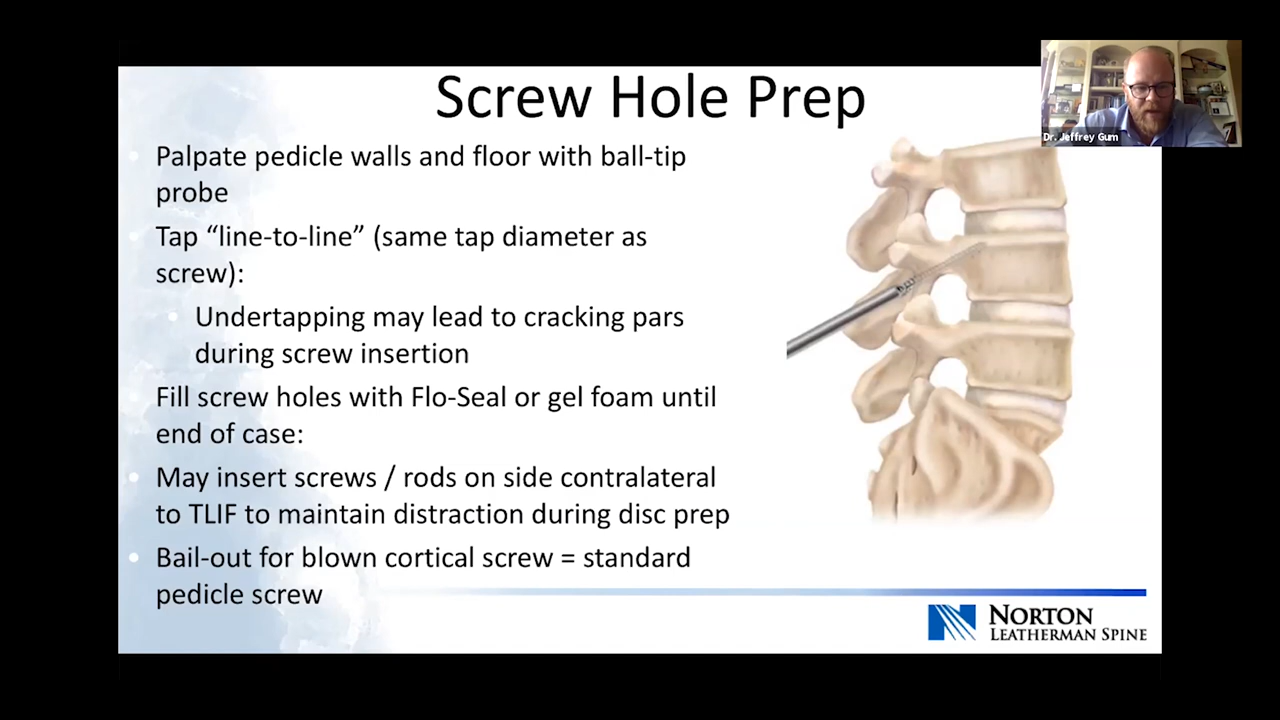 Screw Hole Prep
Dr. Jeffrey Gum
Palpate pedicle walls and floor with ball-tip
probe
Tap “line-to-line” (same tap diameter as
screw):
Undertapping may lead to cracking pars
during screw insertion
Fill screw holes with Flo-Seal or gel foam until
end of case:
May insert screws / rods on side contralateral
to TLIF to maintain distraction during disc prep
Bail-out for blown cortical screw = standard
pedicle screw
NORTON
LEATHERMAN SPINE